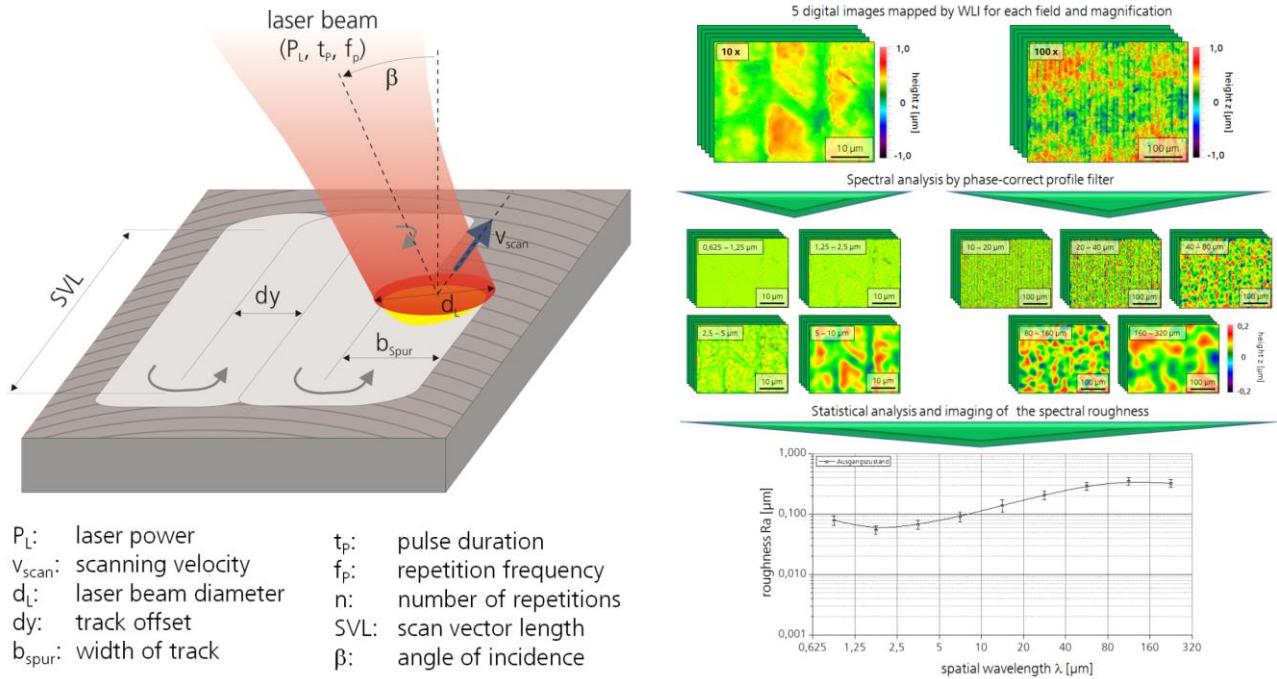 laser beam
(P_L, t_P, f_p)
β
v_scan
SVL
dy
d_L
b_Spur
P_L: laser power
v_scan: scanning velocity
d_L: laser beam diameter
dy: track offset
b_spur: width of track
t_P: pulse duration
f_P: repetition frequency
n: number of repetitions
SVL: scan vector length
β: angle of incidence
5 digital images mapped by WLI for each field and magnification
10 x
10 µm
1,0
0
-1,0
height z [µm]
100 x
100 µm
1,0
0
-1,0
height z [µm]
Spectral analysis by phase-correct profile filter
0,625 – 1,25 µm
10 µm
1,25 – 2,5 µm
10 µm
10 – 20 µm
100 µm
20 – 40 µm
100 µm
40 – 80 µm
100 µm
2,5 – 5 µm
10 µm
5 – 10 µm
10 µm
80 – 160 µm
100 µm
160 – 320 µm
100 µm
0,2
0
-0,2
height z [µm]
Statistical analysis and imaging of the spectral roughness
Ausgangszustand
1,000
0,100
0,010
0,001
roughness Ra [µm]
0,625 1,25 2,5 5 10 20 40 80 160 320
spatial wavelength λ [µm]